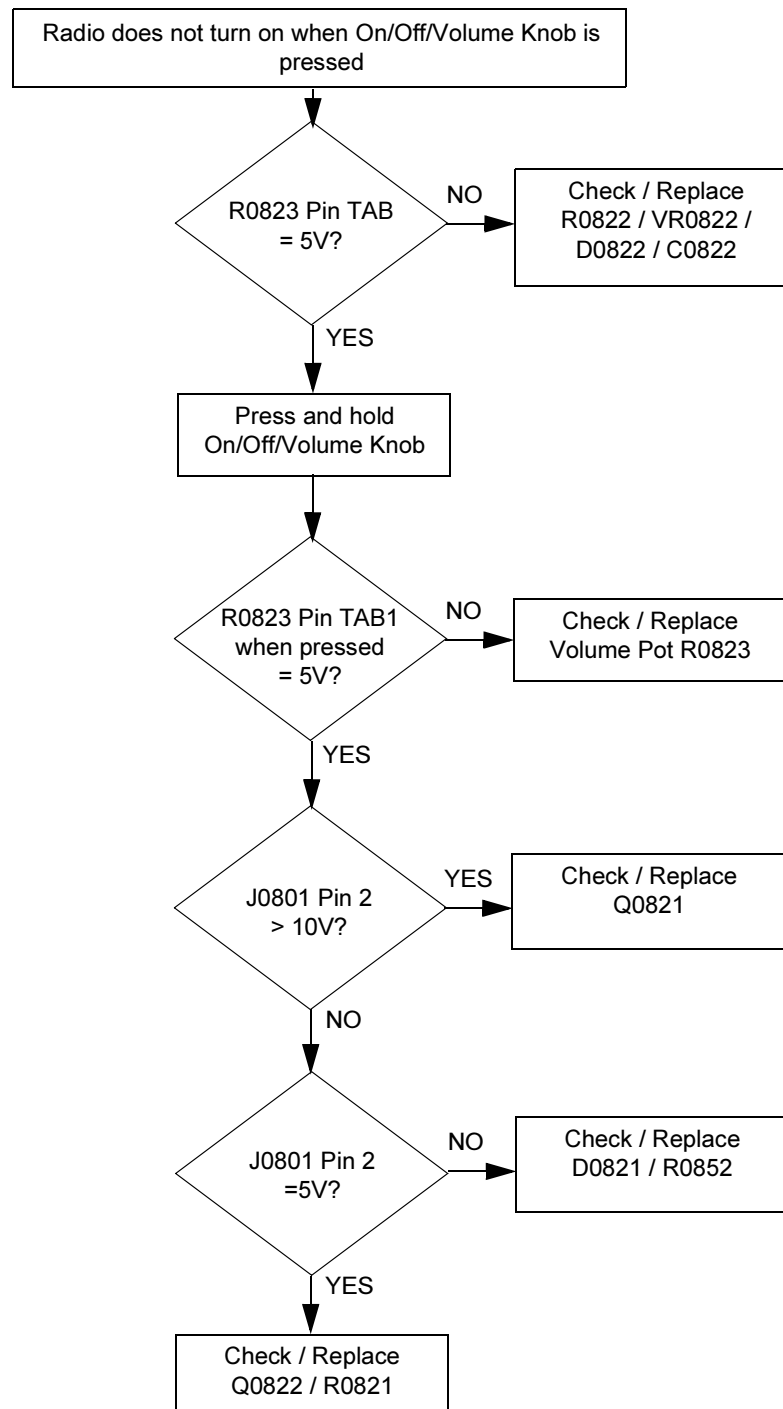 Radio does not turn on when On/Off/Volume Knob is
pressed
R0823 Pin TAB
= 5V?
NO
Check / Replace
R0822 / VR0822 /
D0822 / C0822
YES
Press and hold
On/Off/Volume Knob
R0823 Pin TAB1
when pressed
= 5V?
NO
Check / Replace
Volume Pot R0823
YES
J0801 Pin 2
> 10V?
YES
Check / Replace
Q0821
NO
J0801 Pin 2
=5V?
NO
Check / Replace
D0821 / R0852
YES
Check / Replace
Q0822 / R0821